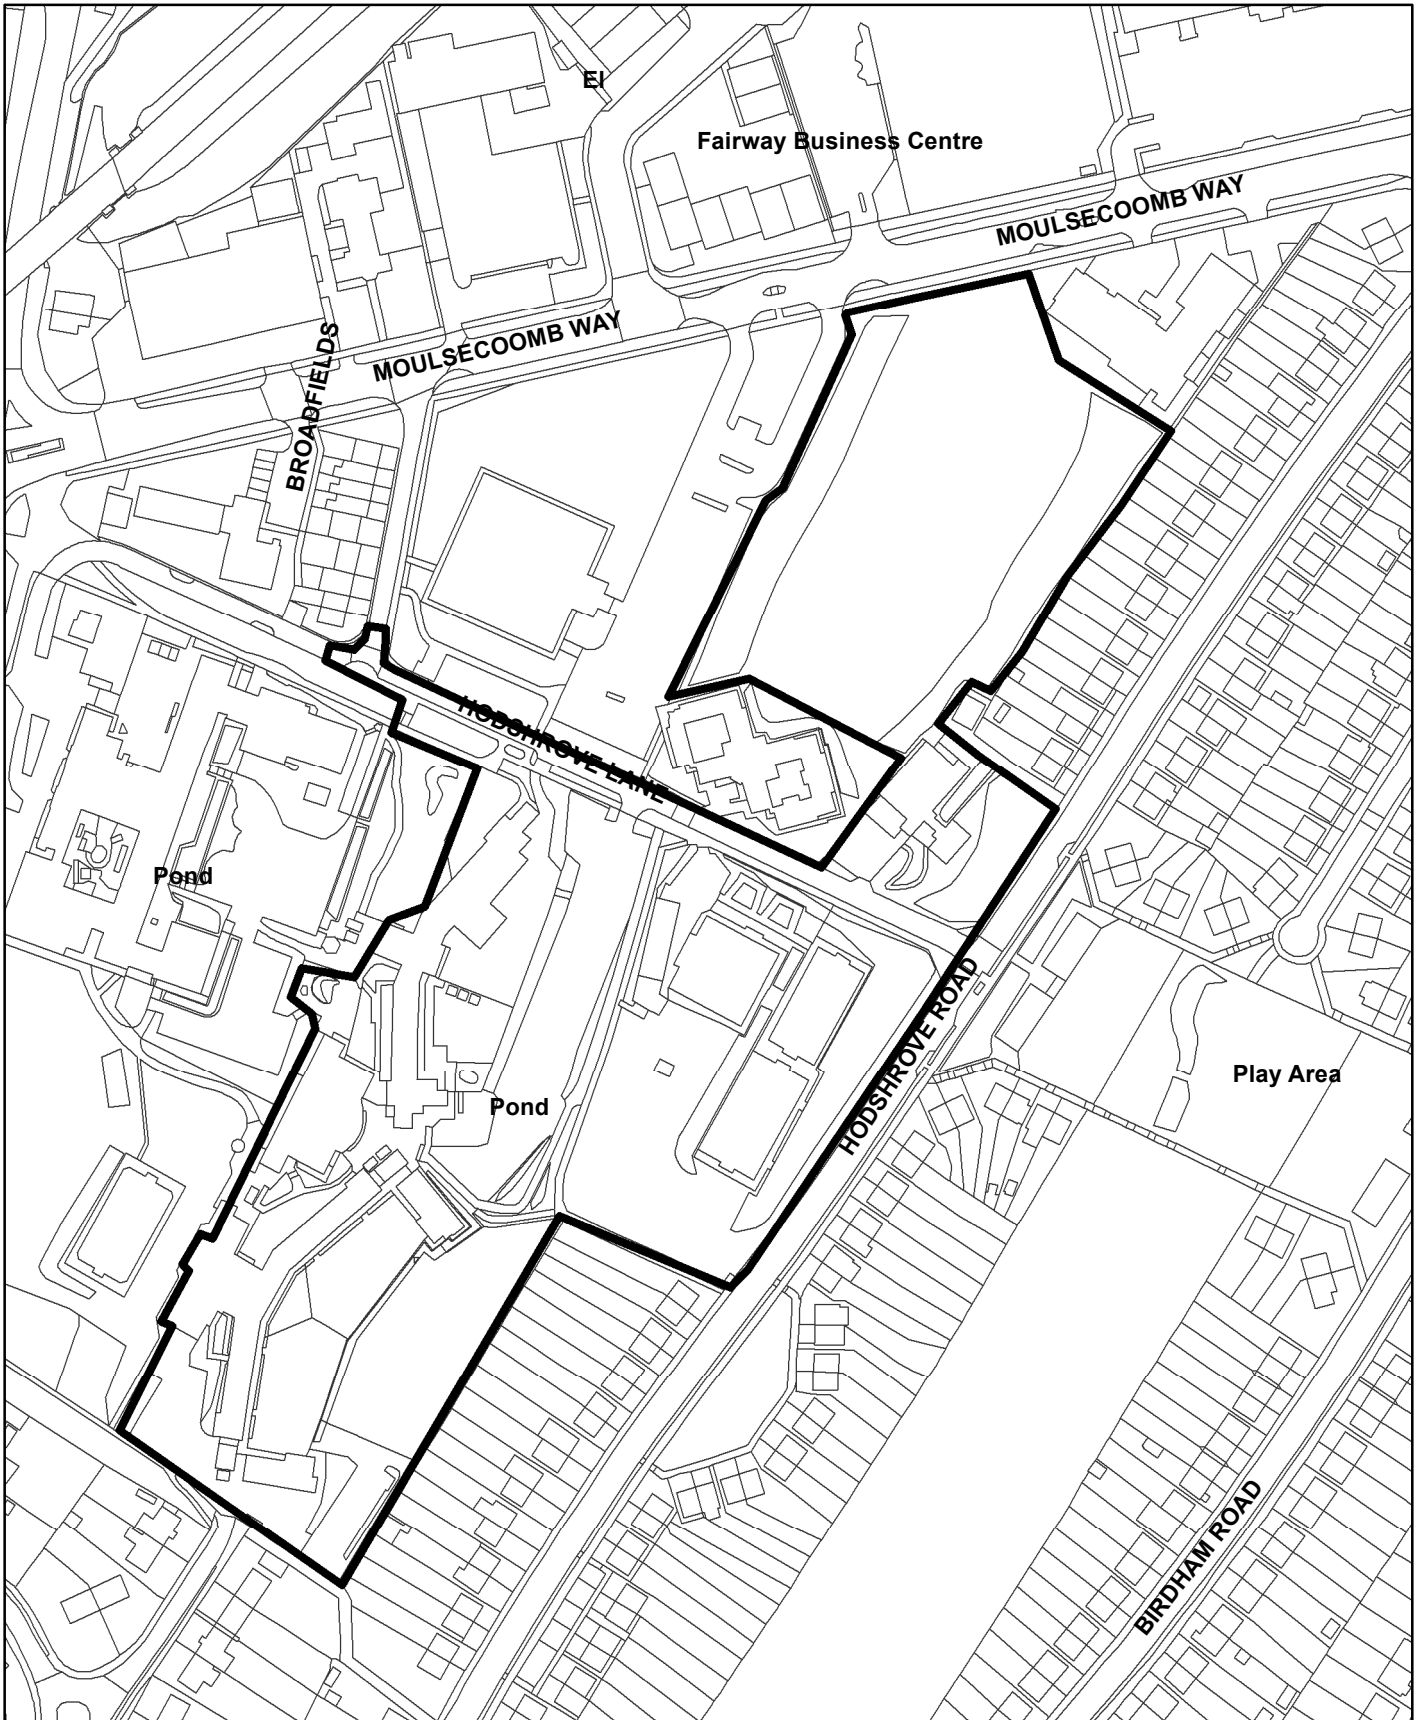 El
Fairway Business Centre
MOULSECOOMB WAY
MOULSECOOMB WAY
BROADFIELDS
HODSHROVE LANE
Pond
HODSHROVE ROAD
Play Area
Pond
BIRDHAM ROAD